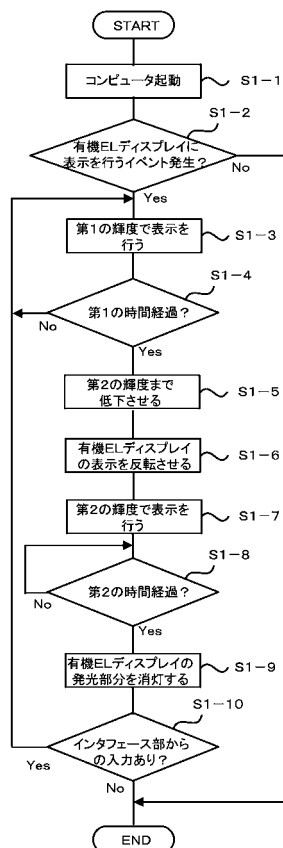 START
コンピュータ起動
S1-1
S1-2
有機ELディスプレイに
表示を行うイベント発生?
No
Yes
第1の輝度で表示を
行う
S1-3
S1-4
第1の時間経過?
No
Yes
第2の輝度まで
低下させる
S1-5
有機ELディスプレイ
の表示を反転させる
S1-6
第2の輝度で表示を
行う
S1-7
S1-8
第2の時間経過?
No
Yes
有機ELディスプレイの
発光部分を消灯する
S1-9
S1-10
インタフェース部から
の入力あり?
Yes
No
END